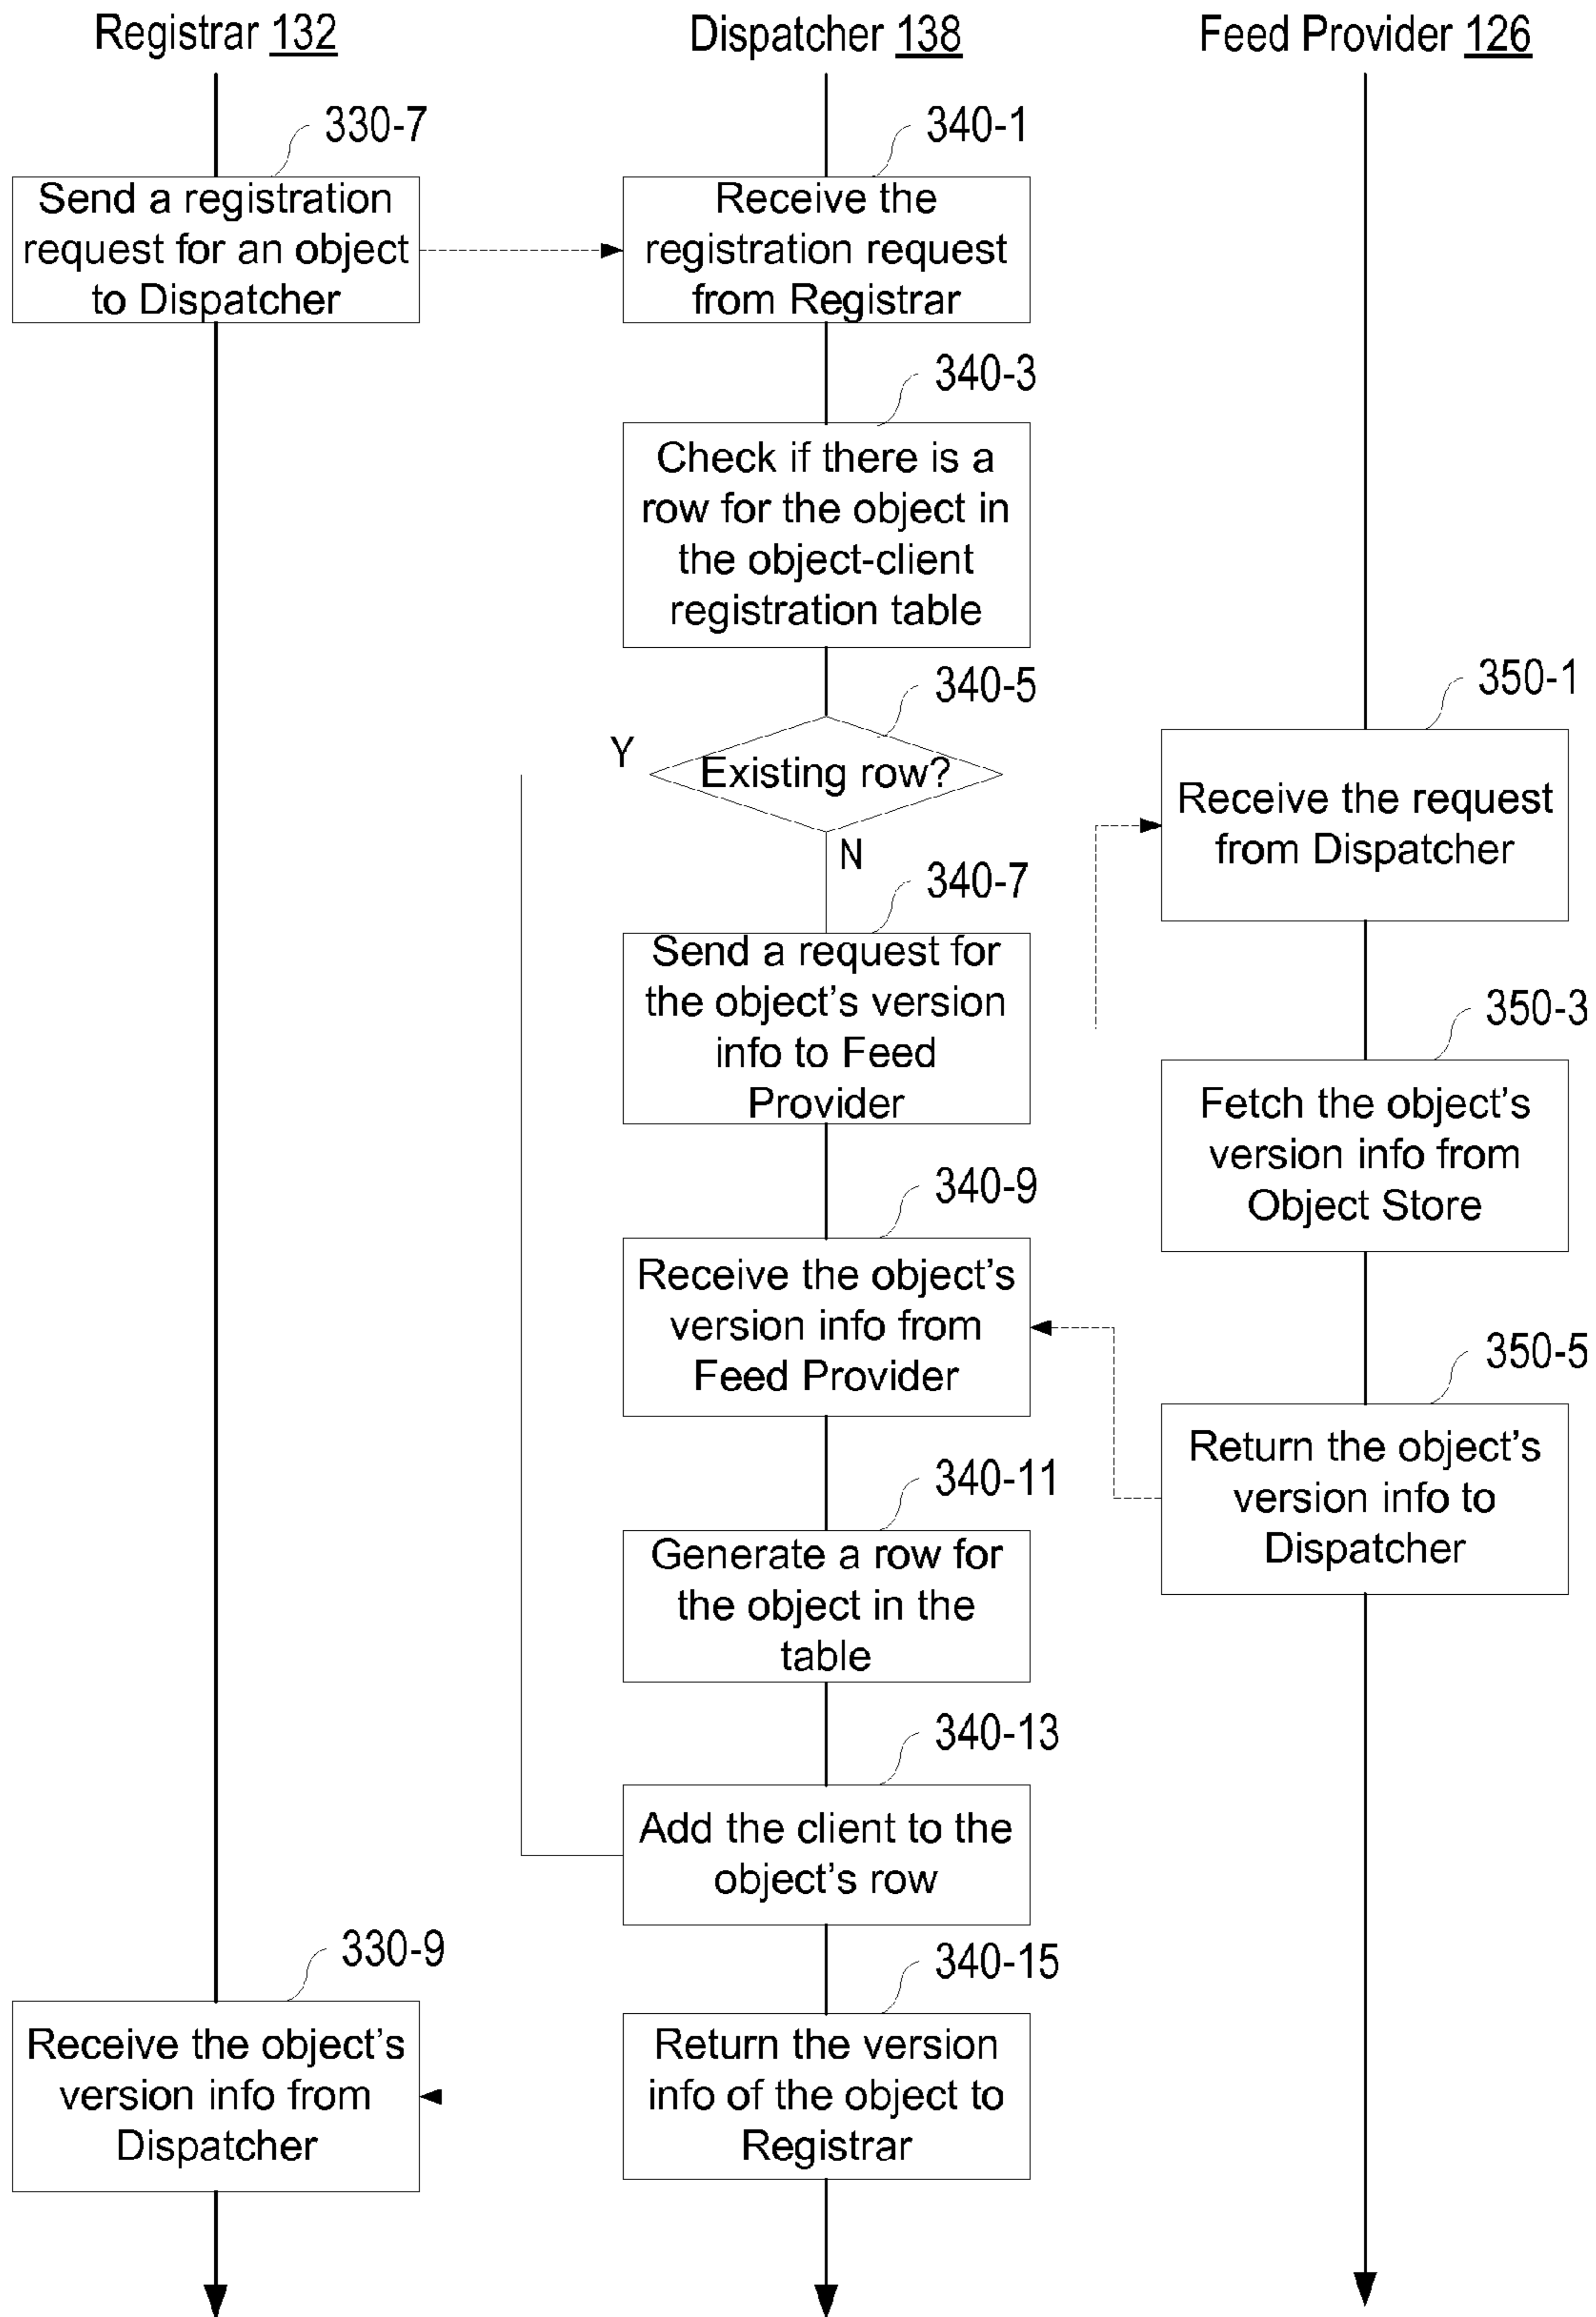 Registrar 132
Dispatcher 138
Feed Provider 126
330-7
Send a registration
request for an object
to Dispatcher
340-1
Receive the
registration request
from Registrar
340-3
Check if there is a
row for the object in
the object-client
registration table
340-5
Y
Existing row?
N
350-1
Receive the request
from Dispatcher
340-7
Send a request for
the object's version
info to Feed
Provider
350-3
Fetch the object's
version info from
Object Store
340-9
Receive the object's
version info from
Feed Provider
350-5
Return the object's
version info to
Dispatcher
340-11
Generate a row for
the object in the
table
340-13
Add the client to the
object's row
330-9
Receive the object's
version info from
Dispatcher
340-15
Return the version
info of the object to
Registrar